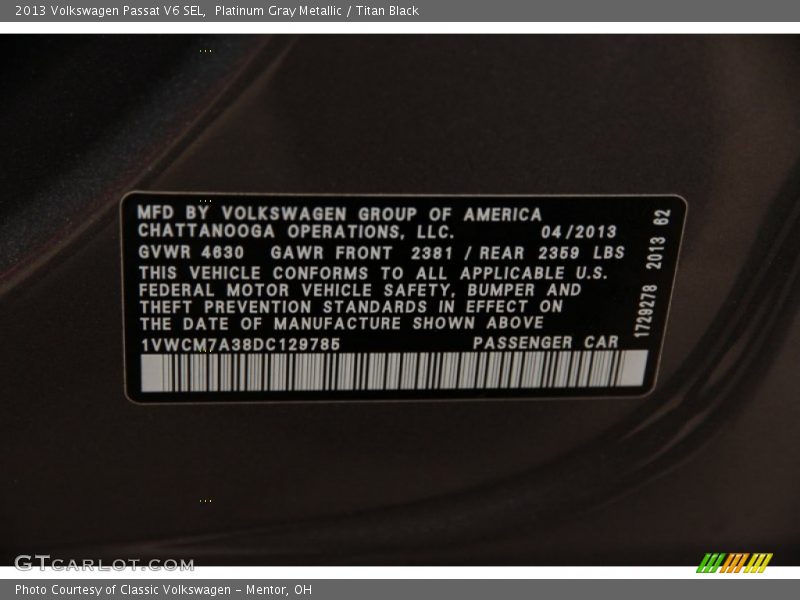 2013 Volkswagen Passat V6 SEL, Platinum Gray Metallic / Titan Black
MFD BY VOLKSWAGEN GROUP OF AMERICA
CHATTANOOGA OPERATIONS, LLC. 04/2013
GVWR 4630 GAWR FRONT 2381 / REAR 2359 LBS
THIS VEHICLE CONFORMS TO ALL APPLICABLE U.S.
FEDERAL MOTOR VEHICLE SAFETY, BUMPER AND
THEFT PREVENTION STANDARDS IN EFFECT ON
THE DATE OF MANUFACTURE SHOWN ABOVE
1VWCM7A38DC129785 PASSENGER CAR
1729278 2013 62
GTCARLOT.COM
Photo Courtesy of Classic Volkswagen - Mentor, OH